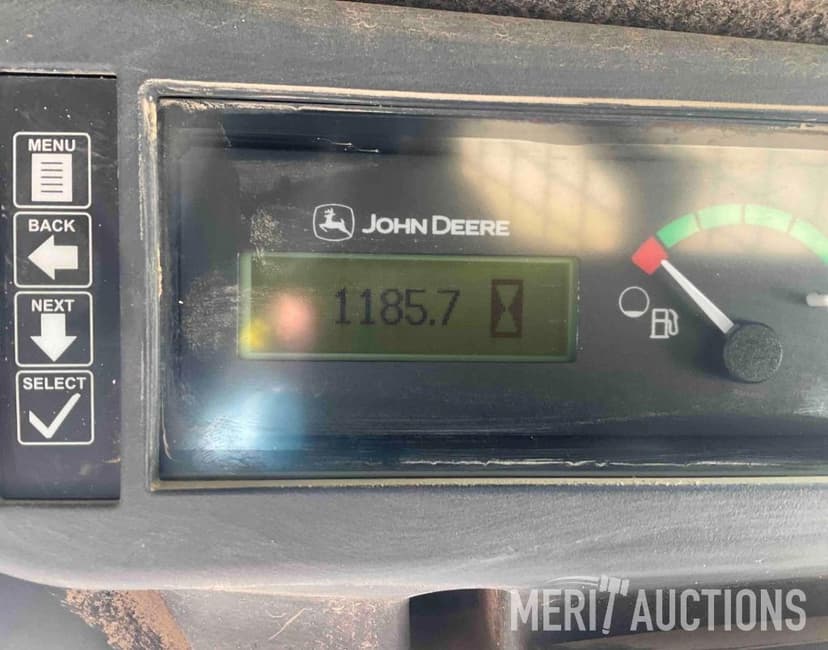 MENU
BACK
NEXT
SELECT
JOHN DEERE
1185.7
MERIT AUCTIONS